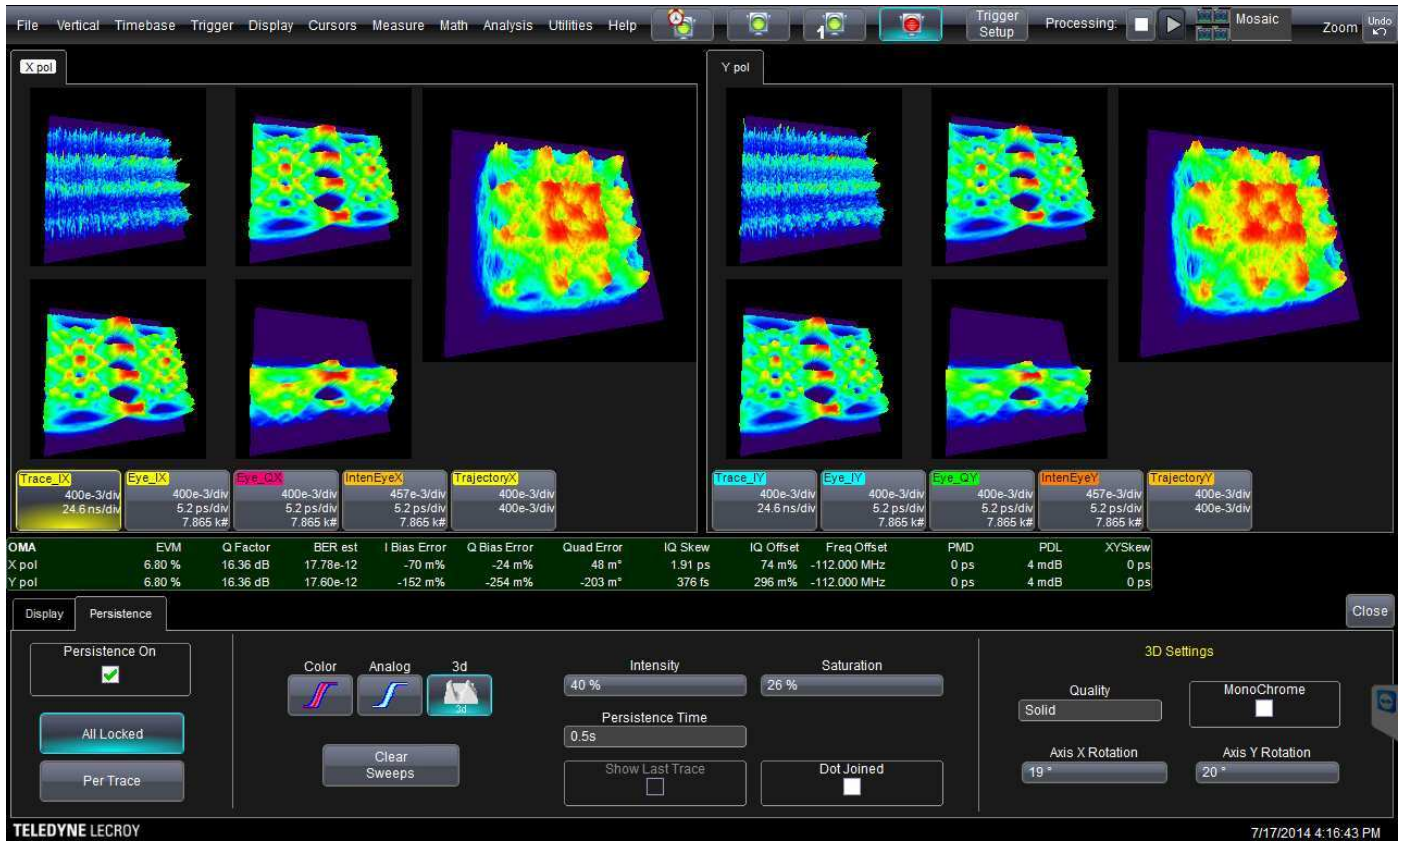 File Vertical Timebase Trigger Display Cursors Measure Math Analysis Utilities Help 1 Trigger Setup Processing: Mosaic Zoom Undo
X pol
Y pol
Trace_IX Eye_IX Eye_QX IntenEyeX TrajectoryX Trace_IY Eye_IY Eye_QY IntenEyeY TrajectoryY
400e-3/div 400e-3/div 400e-3/div 457e-3/div 400e-3/div 400e-3/div 400e-3/div 400e-3/div 457e-3/div 400e-3/div
24.6 ns/div 5.2 ps/div 5.2 ps/div 5.2 ps/div 400e-3/div 24.6 ns/div 5.2 ps/div 5.2 ps/div 5.2 ps/div 400e-3/div
7.865 k# 7.865 k# 7.865 k# 7.865 k# 7.865 k# 7.865 k#
OMA EVM Q Factor BER est I Bias Error Q Bias Error Quad Error IQ Skew IQ Offset Freq Offset PMD PDL XYSkew
X pol 6.80 % 16.36 dB 17.78e-12 -70 m% -24 m% 48 m° 1.91 ps 74 m% -112.000 MHz 0 ps 4 mdB 0 ps
Y pol 6.80 % 16.36 dB 17.60e-12 -152 m% -254 m% -203 m° 376 fs 296 m% -112.000 MHz 0 ps 4 mdB 0 ps
Display Persistence Close
Persistence On
All Locked
Per Trace
Color Analog 3d
3d
Clear Sweeps
Intensity Saturation
40 % 26 %
Persistence Time
0.5s
Show Last Trace Dot Joined
3D Settings
Quality MonoChrome
Solid
Axis X Rotation Axis Y Rotation
19 ° 20 °
TELEDYNE LECROY 7/17/2014 4:16:43 PM